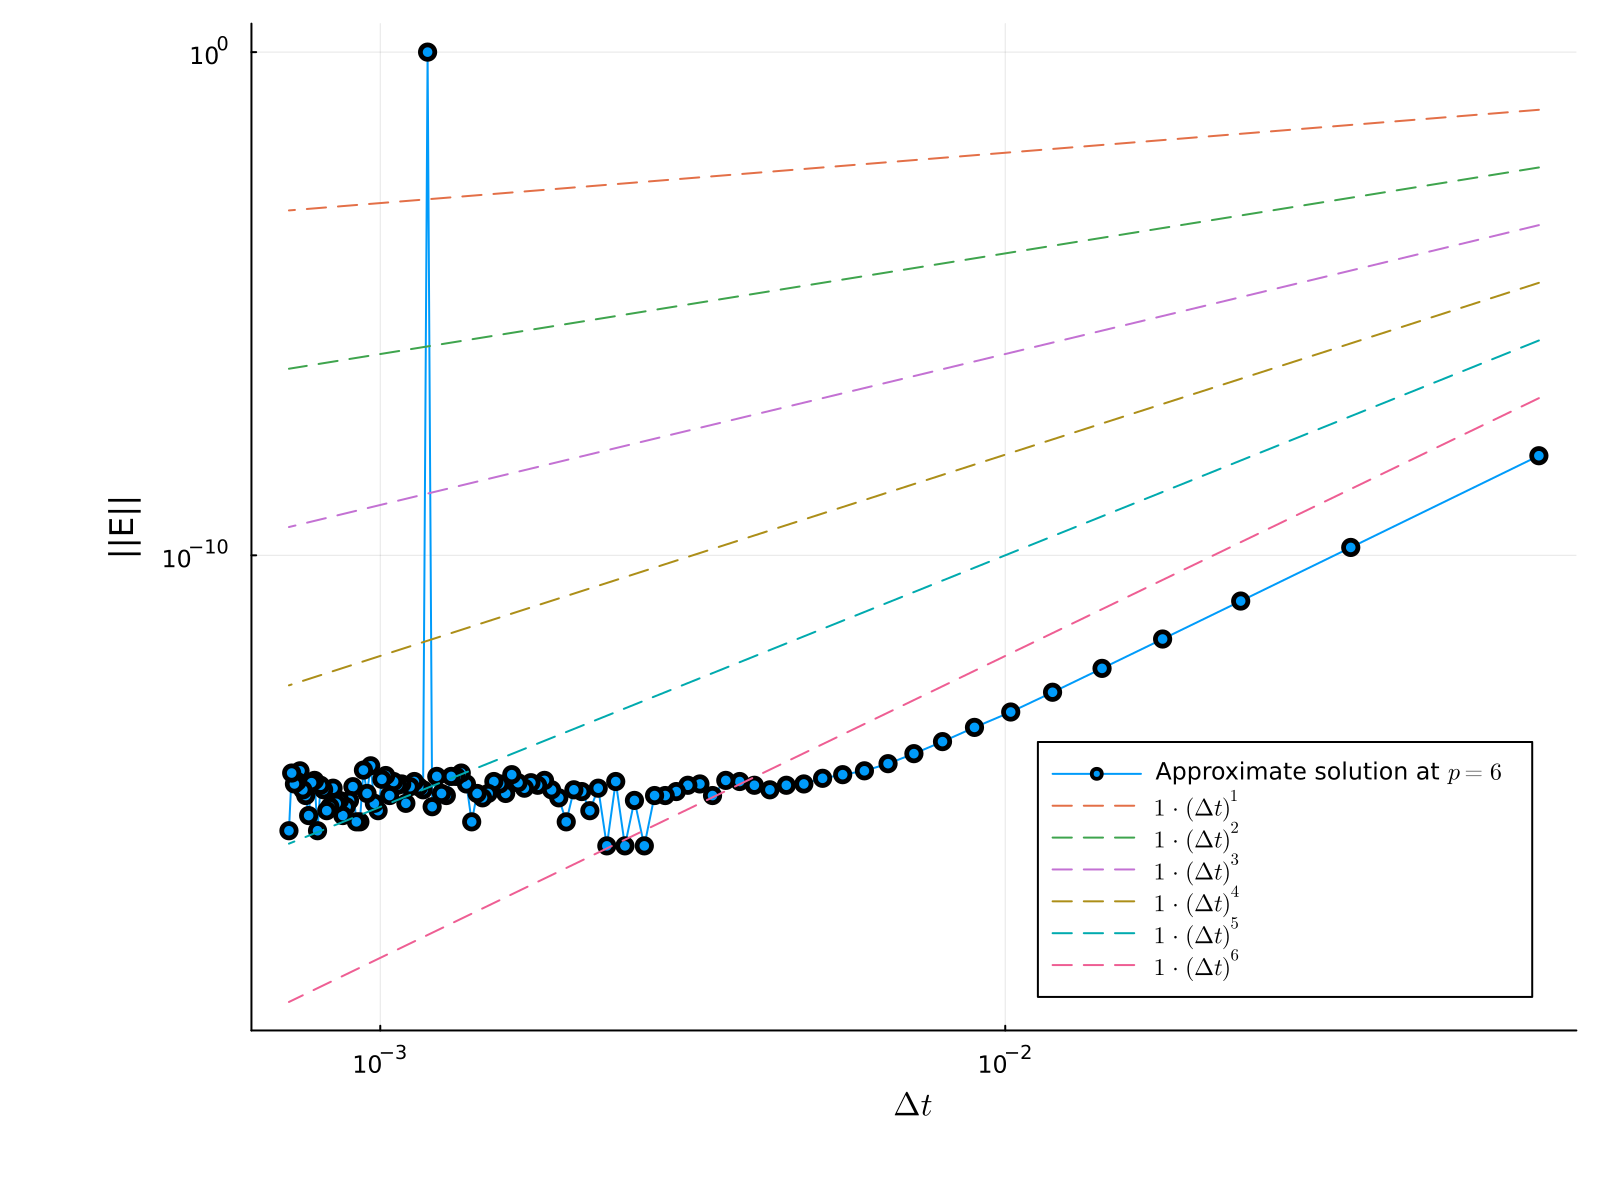 10⁰
10⁻¹⁰
||E||
10⁻³
10⁻²
Δt
Approximate solution at p = 6
1 · (Δt)¹
1 · (Δt)²
1 · (Δt)³
1 · (Δt)⁴
1 · (Δt)⁵
1 · (Δt)⁶